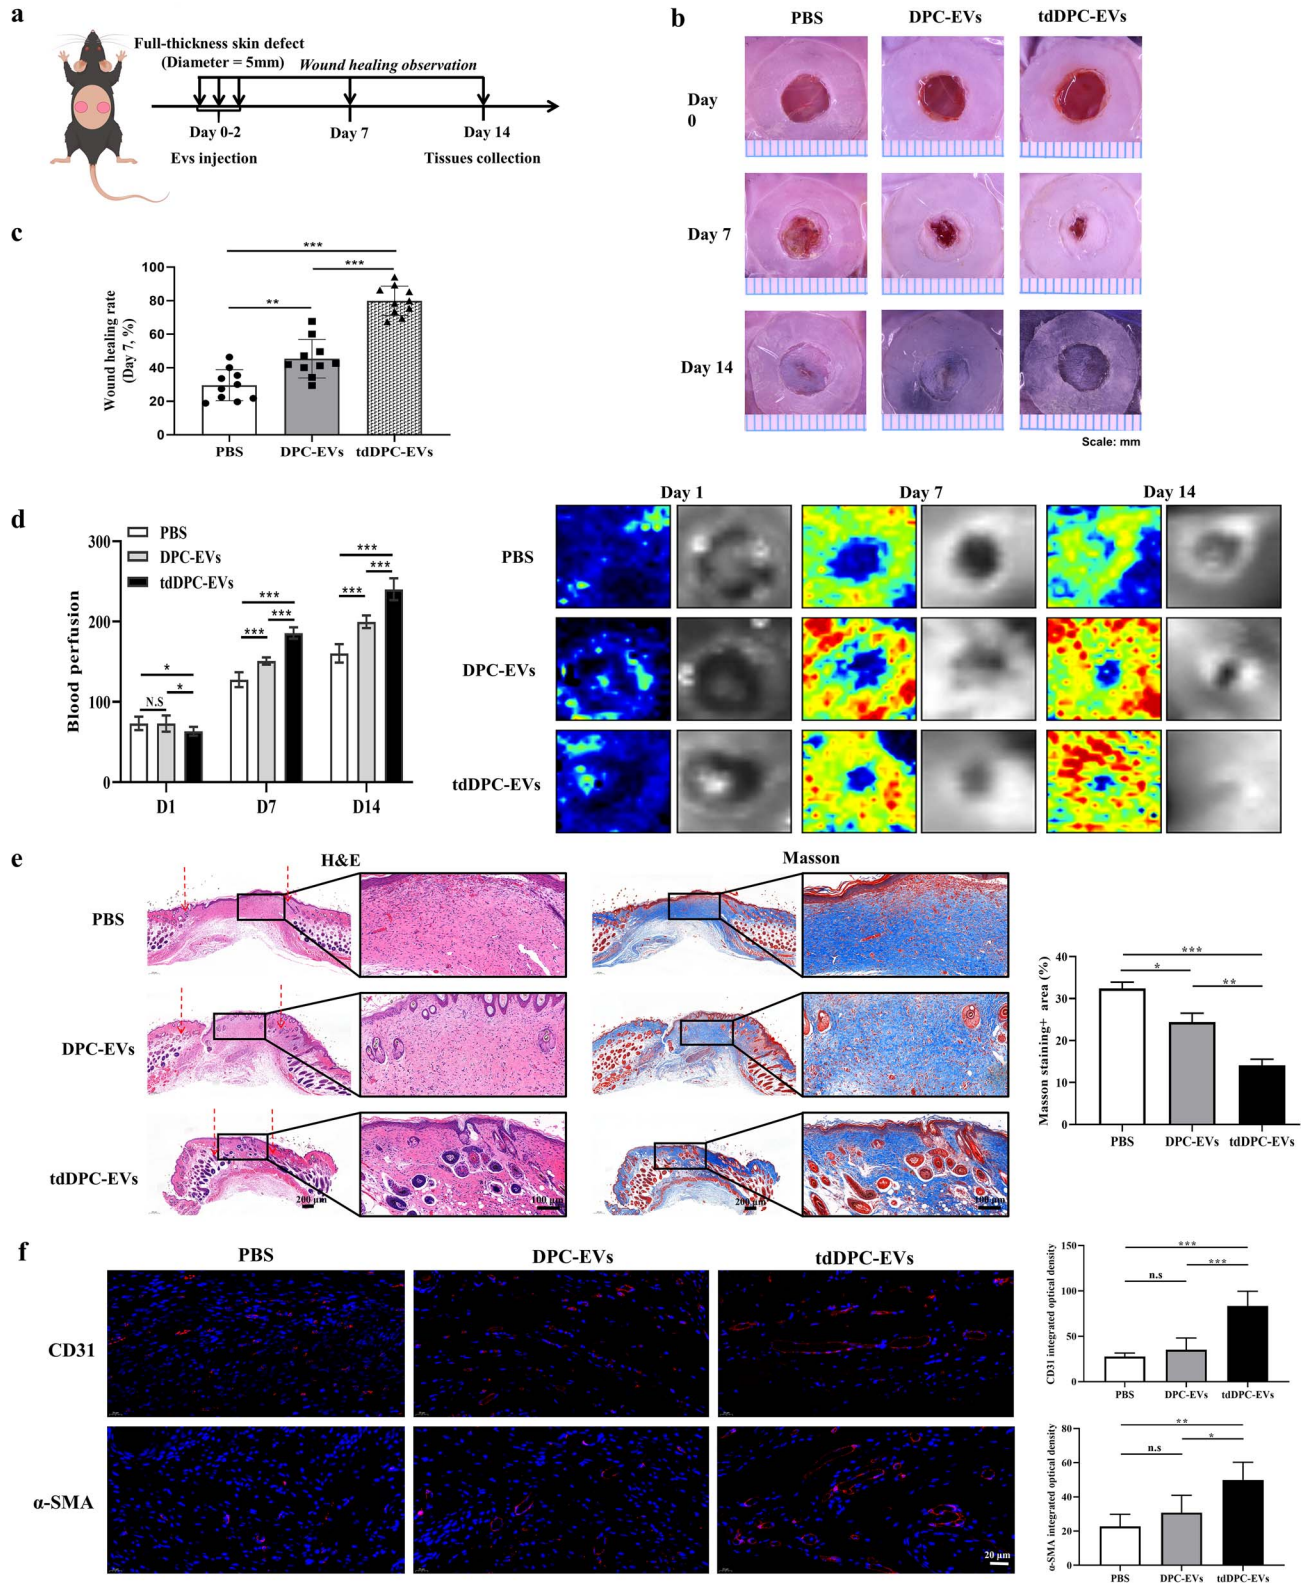 a
Full-thickness skin defect
(Diameter = 5mm)
Wound healing observation
Day 0-2
Day 7
Day 14
Evs injection
Tissues collection
b
PBS
DPC-EVs
tdDPC-EVs
Day
0
Day 7
Day 14
Scale: mm
c
Wound healing rate
(Day 7, %)
100
80
60
40
20
0
***
***
**
PBS
DPC-EVs
tdDPC-EVs
d
PBS
DPC-EVs
tdDPC-EVs
Blood perfusion
300
200
100
0
*
*
N.S
***
***
***
***
***
***
D1
D7
D14
Day 1
Day 7
Day 14
PBS
DPC-EVs
tdDPC-EVs
e
H&E
Masson
PBS
DPC-EVs
tdDPC-EVs
200 μm
100 μm
200 μm
100 μm
Masson staining+ area (%)
40
30
20
10
0
***
*
**
PBS
DPC-EVs
tdDPC-EVs
f
PBS
DPC-EVs
tdDPC-EVs
CD31
α-SMA
20 μm
CD31 integrated optical density
150
100
50
0
***
***
n.s
PBS
DPC-EVs
tdDPC-EVs
α-SMA integrated optical density
80
60
40
20
0
**
*
n.s
PBS
DPC-EVs
tdDPC-EVs